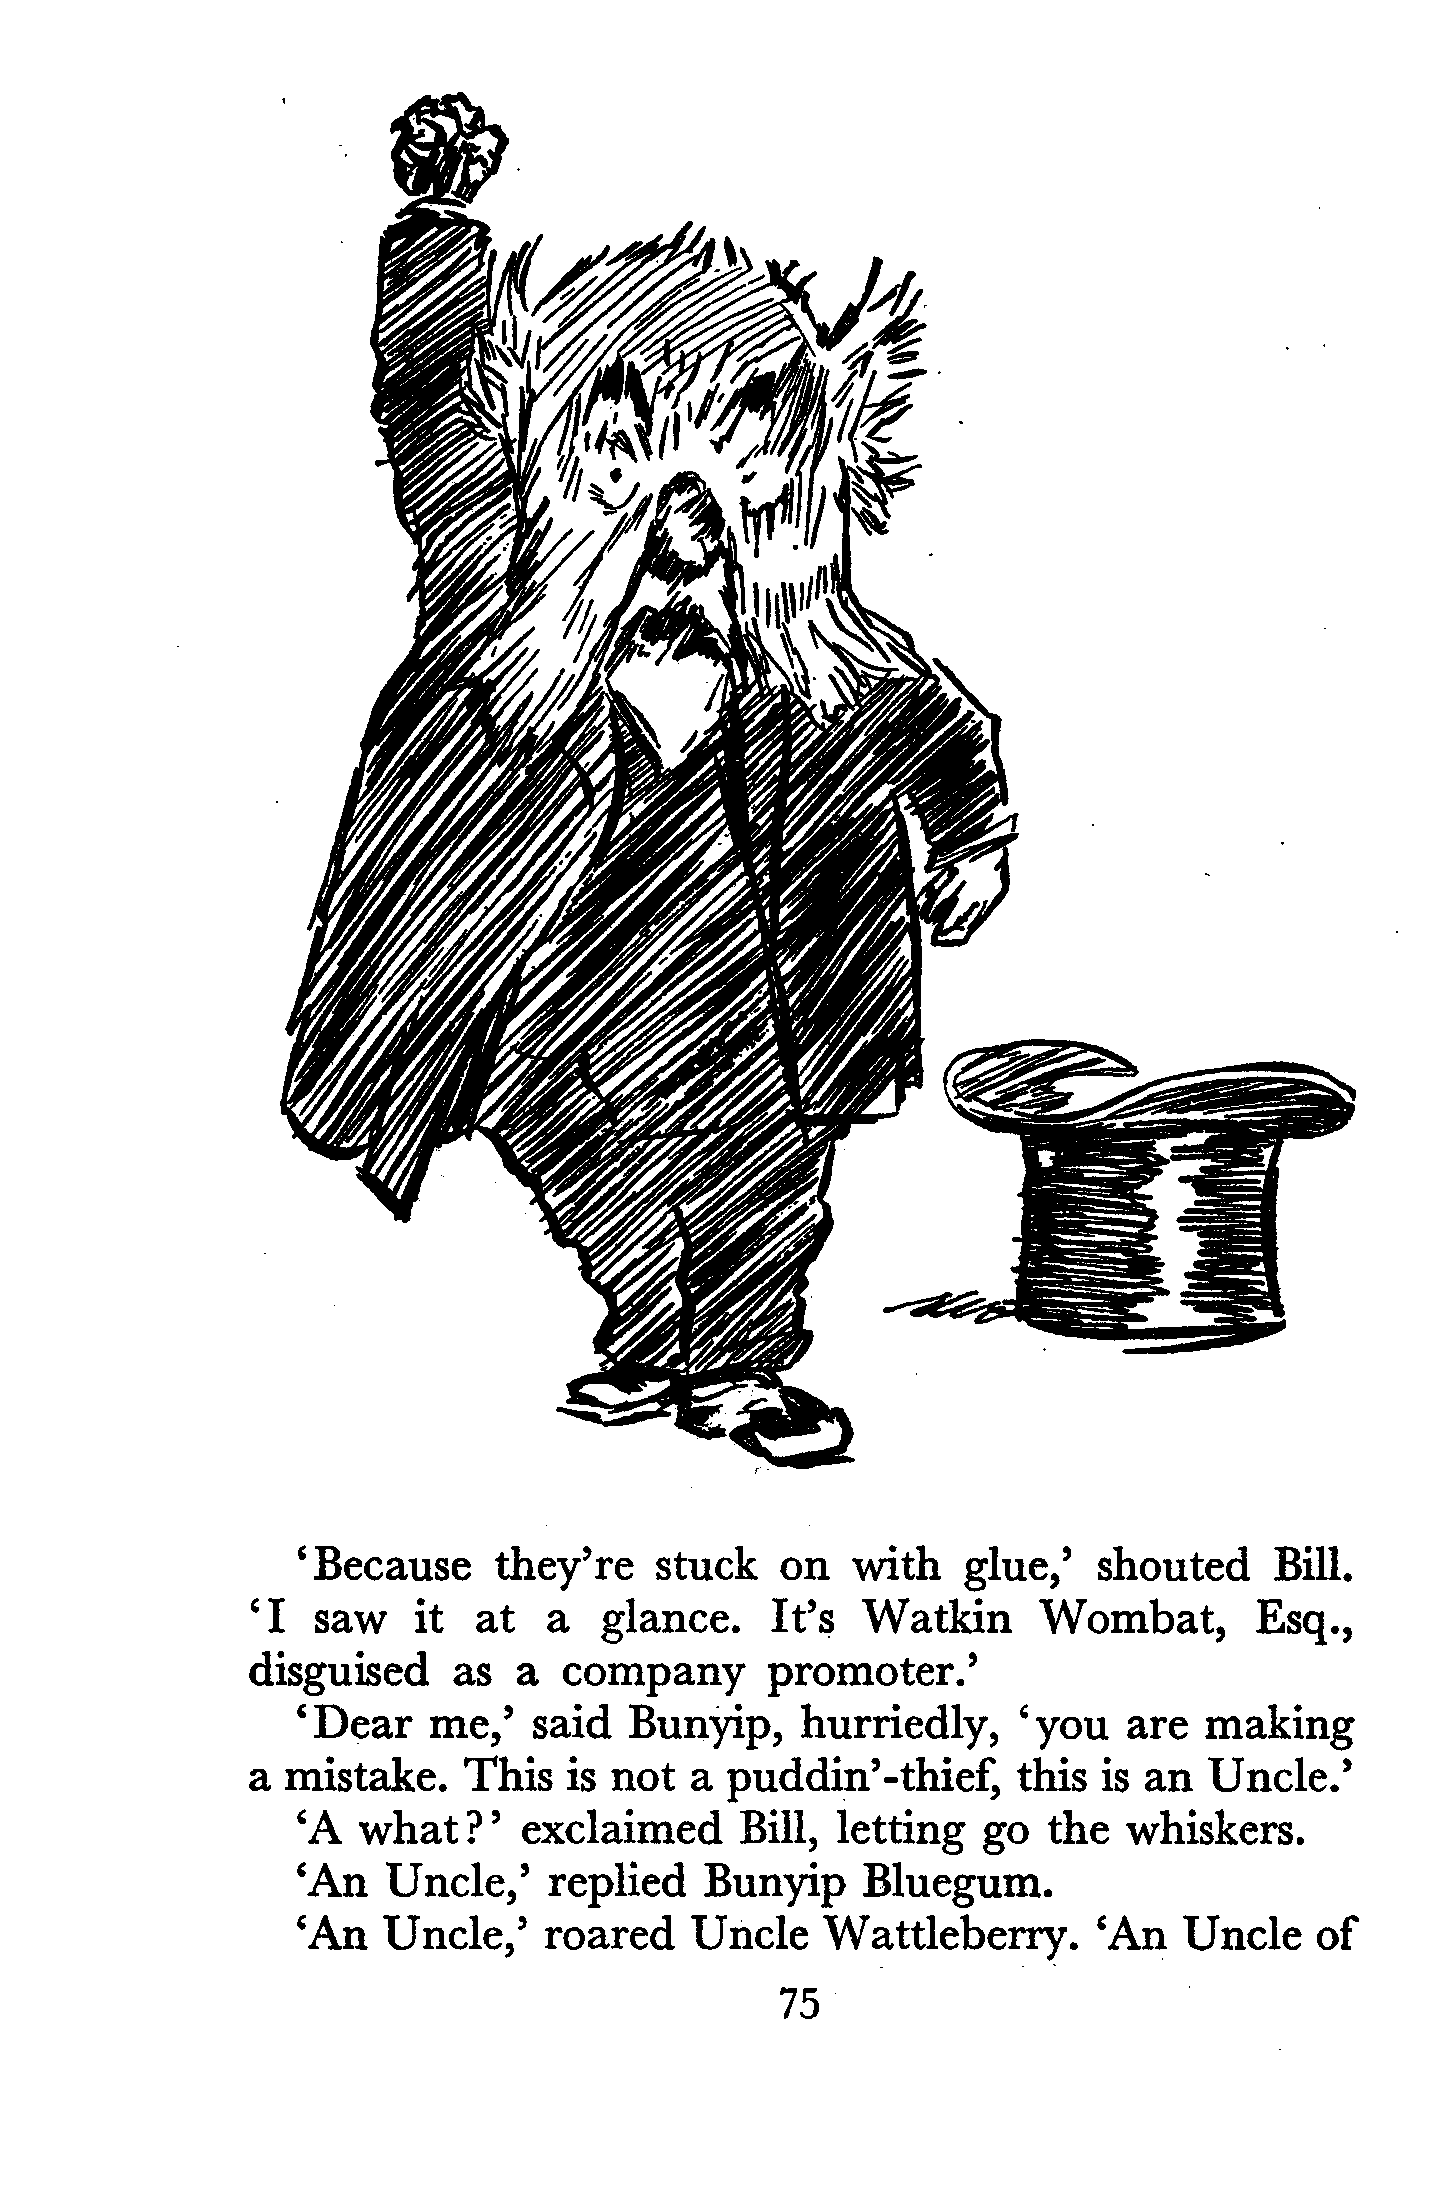 ‘Because they’re stuck on with glue,’ shouted Bill.
‘I saw it at a glance. It’s Watkin Wombat, Esq.,
disguised as a company promoter.’
‘Dear me,’ said Bunyip, hurriedly, ‘you are making
a mistake. This is not a puddin’-thief, this is an Uncle.’
‘A what?’ exclaimed Bill, letting go the whiskers.
‘An Uncle,’ replied Bunyip Bluegum.
‘An Uncle,’ roared Uncle Wattleberry. ‘An Uncle of
75